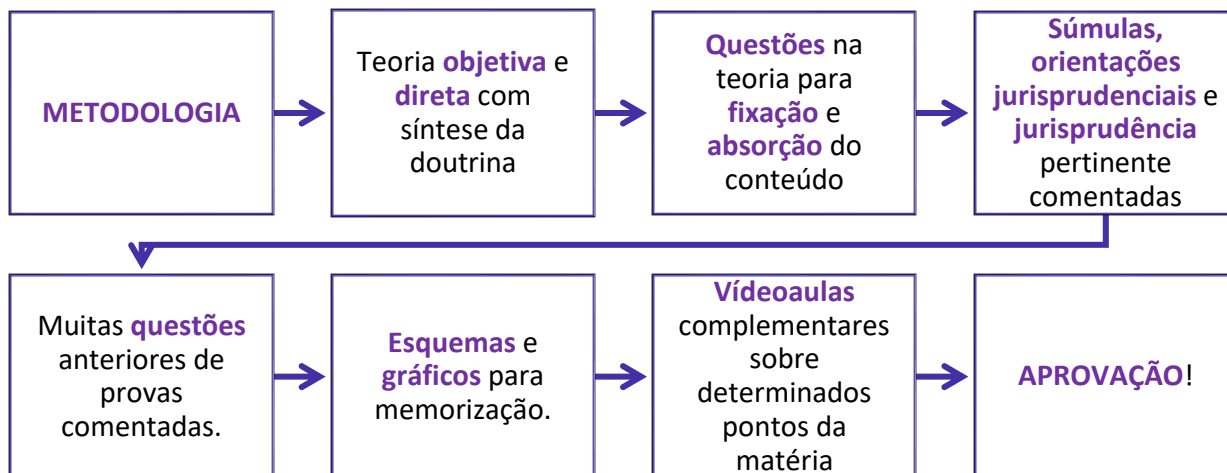 METODOLOGIA
Teoria objetiva e
direta com
síntese da
doutrina
Questões na
teoria para
fixação e
absorção do
conteúdo
Súmulas,
orientações
jurisprudenciais e
jurisprudência
pertinente
comentadas
Muitas questões
anteriores de
provas
comentadas.
Esquemas e
gráficos para
memorização.
Vídeoaulas
complementares
sobre
determinados
pontos da
matéria
APROVAÇÃO!